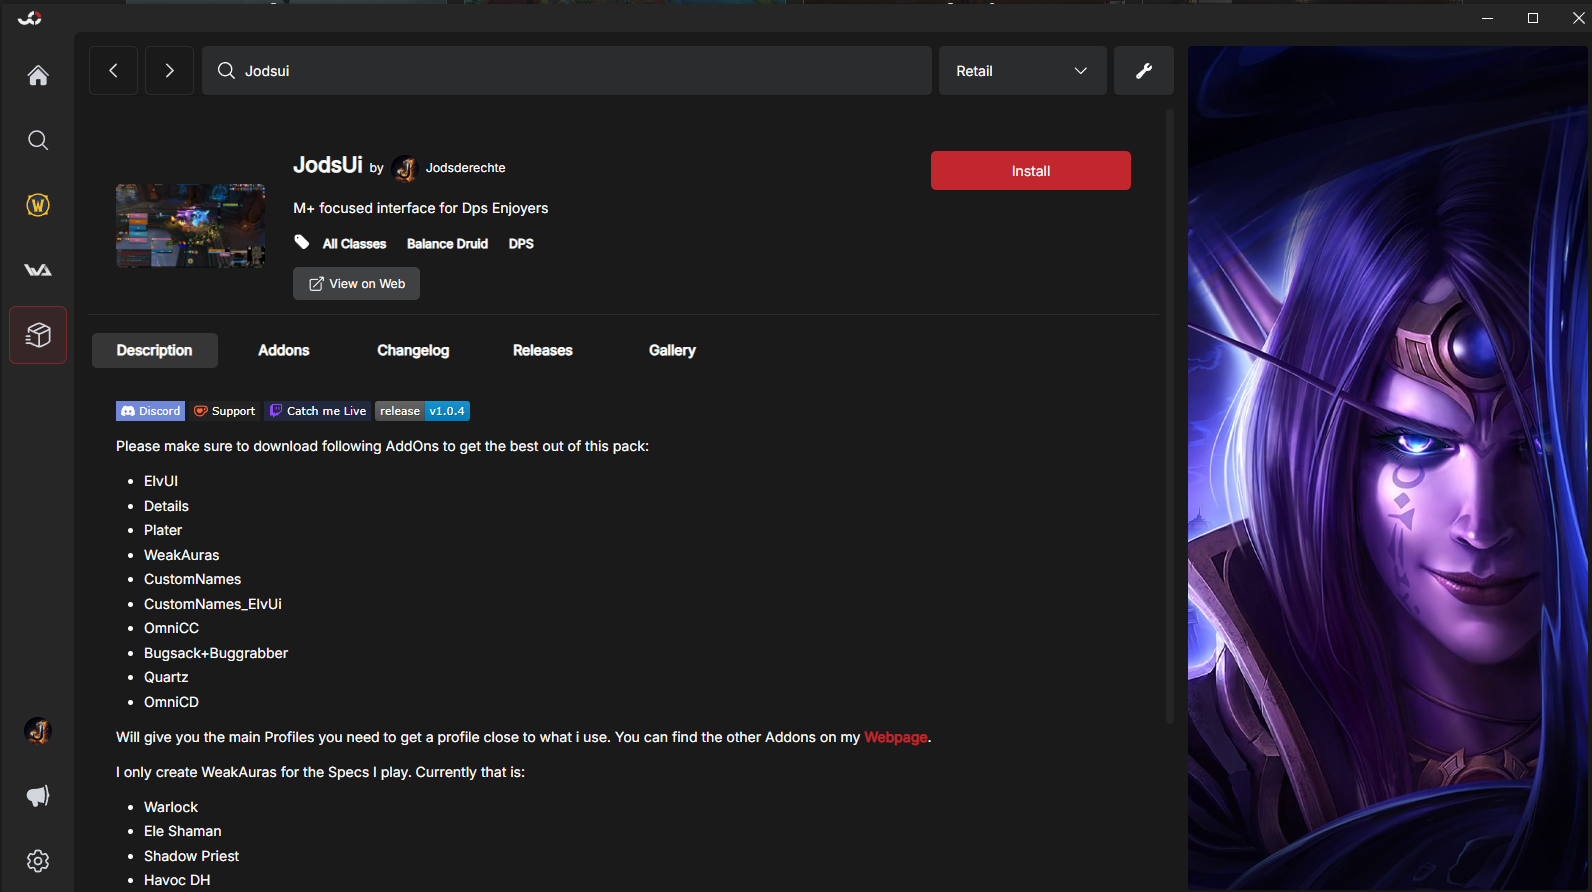 Jodsui
Retail
JodsUi by Jodsderechte
Install
M+ focused interface for Dps Enjoyers
All Classes Balance Druid DPS
View on Web
Description Addons Changelog Releases Gallery
Discord Support Catch me Live release v1.0.4
Please make sure to download following AddOns to get the best out of this pack:
ElvUI
Details
Plater
WeakAuras
CustomNames
CustomNames_ElvUi
OmniCC
Bugsack+Buggrabber
Quartz
OmniCD
Will give you the main Profiles you need to get a profile close to what i use. You can find the other Addons on my Webpage.
I only create WeakAuras for the Specs I play. Currently that is:
Warlock
Ele Shaman
Shadow Priest
Havoc DH